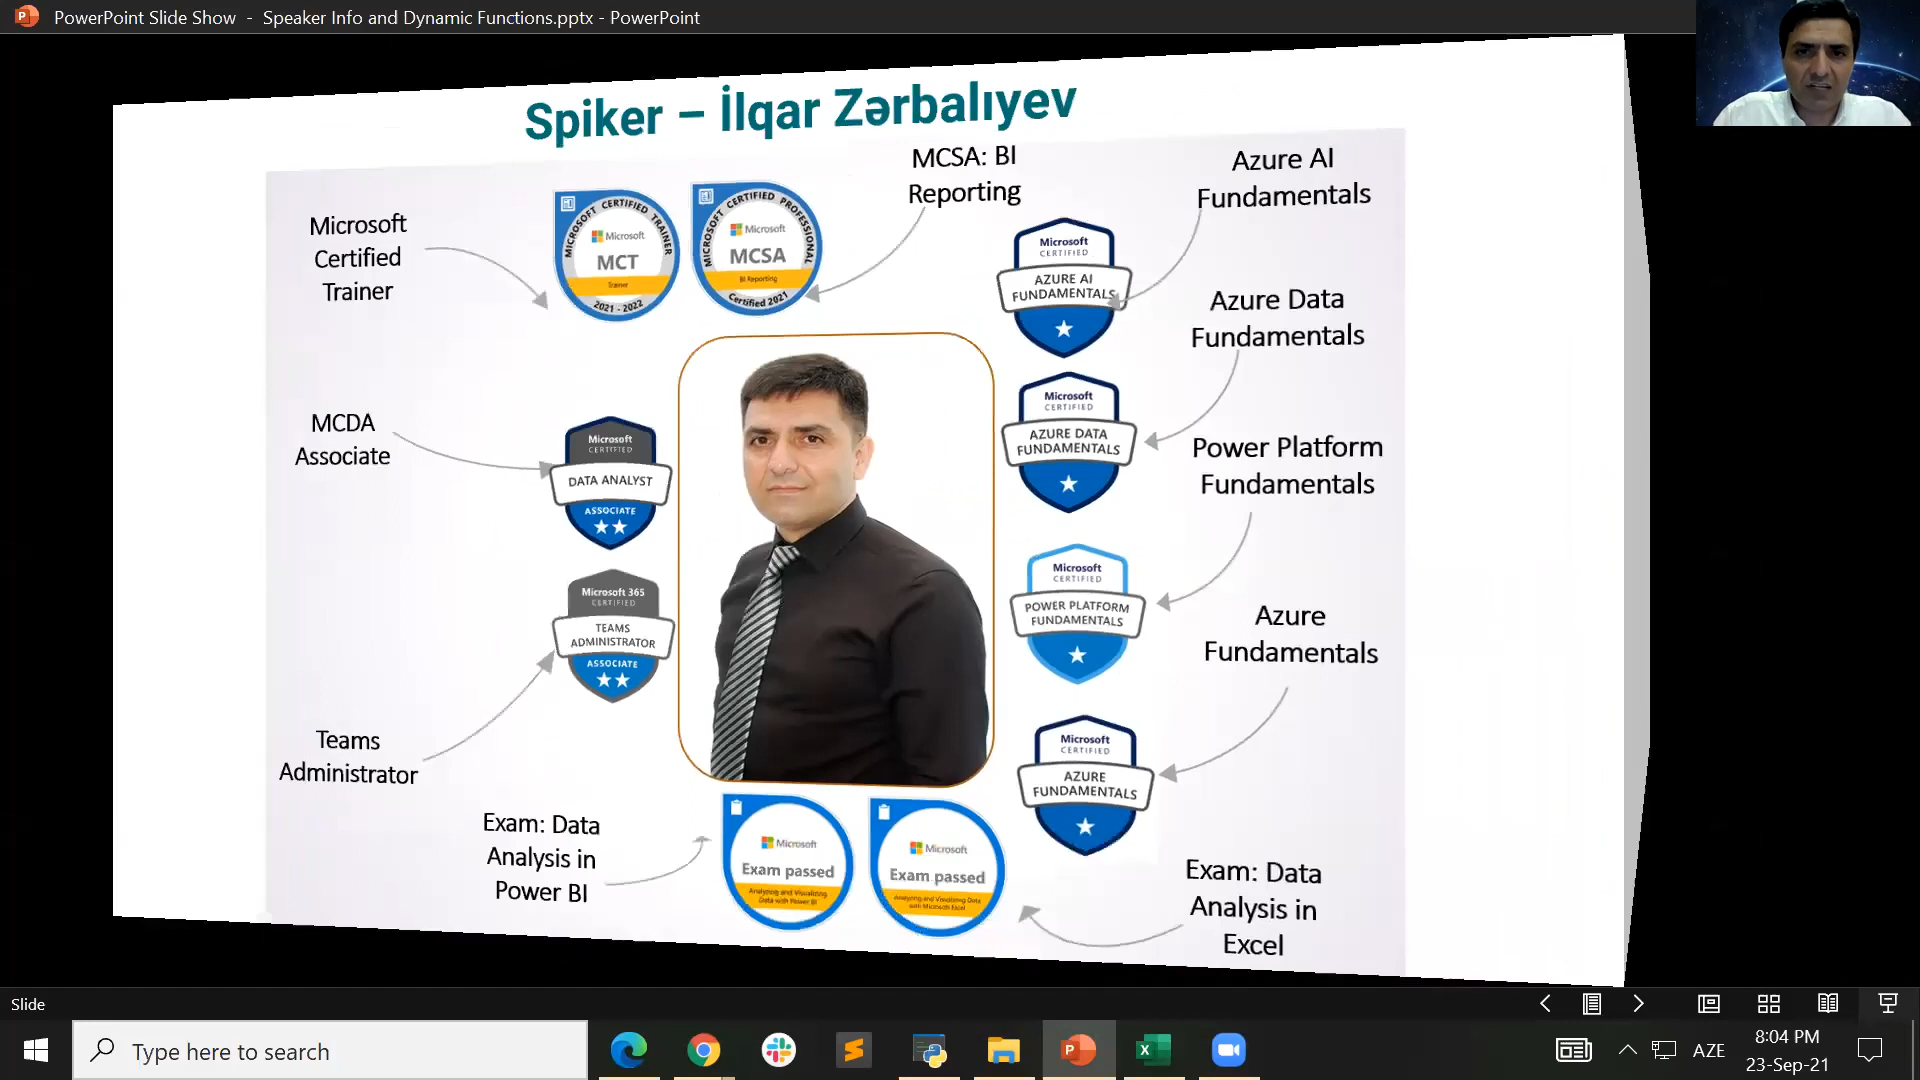 PowerPoint Slide Show - Speaker Info and Dynamic Functions.pptx - PowerPoint
Spiker – İlqar Zərbalıyev
Microsoft
Certified
Trainer
MICROSOFT CERTIFIED TRAINER
Microsoft
MCT
Trainer
2021 - 2022
MICROSOFT CERTIFIED PROFESSIONAL
Microsoft
MCSA
BI Reporting
Certified 2021
MCSA: BI
Reporting
Azure AI
Fundamentals
Microsoft
CERTIFIED
AZURE AI
FUNDAMENTALS
Azure Data
Fundamentals
Microsoft
CERTIFIED
AZURE DATA
FUNDAMENTALS
MCDA
Associate
Microsoft
CERTIFIED
DATA ANALYST
ASSOCIATE
Power Platform
Fundamentals
Microsoft
CERTIFIED
POWER PLATFORM
FUNDAMENTALS
Microsoft 365
CERTIFIED
TEAMS
ADMINISTRATOR
ASSOCIATE
Teams
Administrator
Azure
Fundamentals
Microsoft
CERTIFIED
AZURE
FUNDAMENTALS
Exam: Data
Analysis in
Power BI
Microsoft
Exam passed
Analyzing and Visualizing
Data with Power BI
Microsoft
Exam passed
Analyzing and Visualizing Data
with Microsoft Excel
Exam: Data
Analysis in
Excel
Slide
Type here to search
AZE
8:04 PM
23-Sep-21